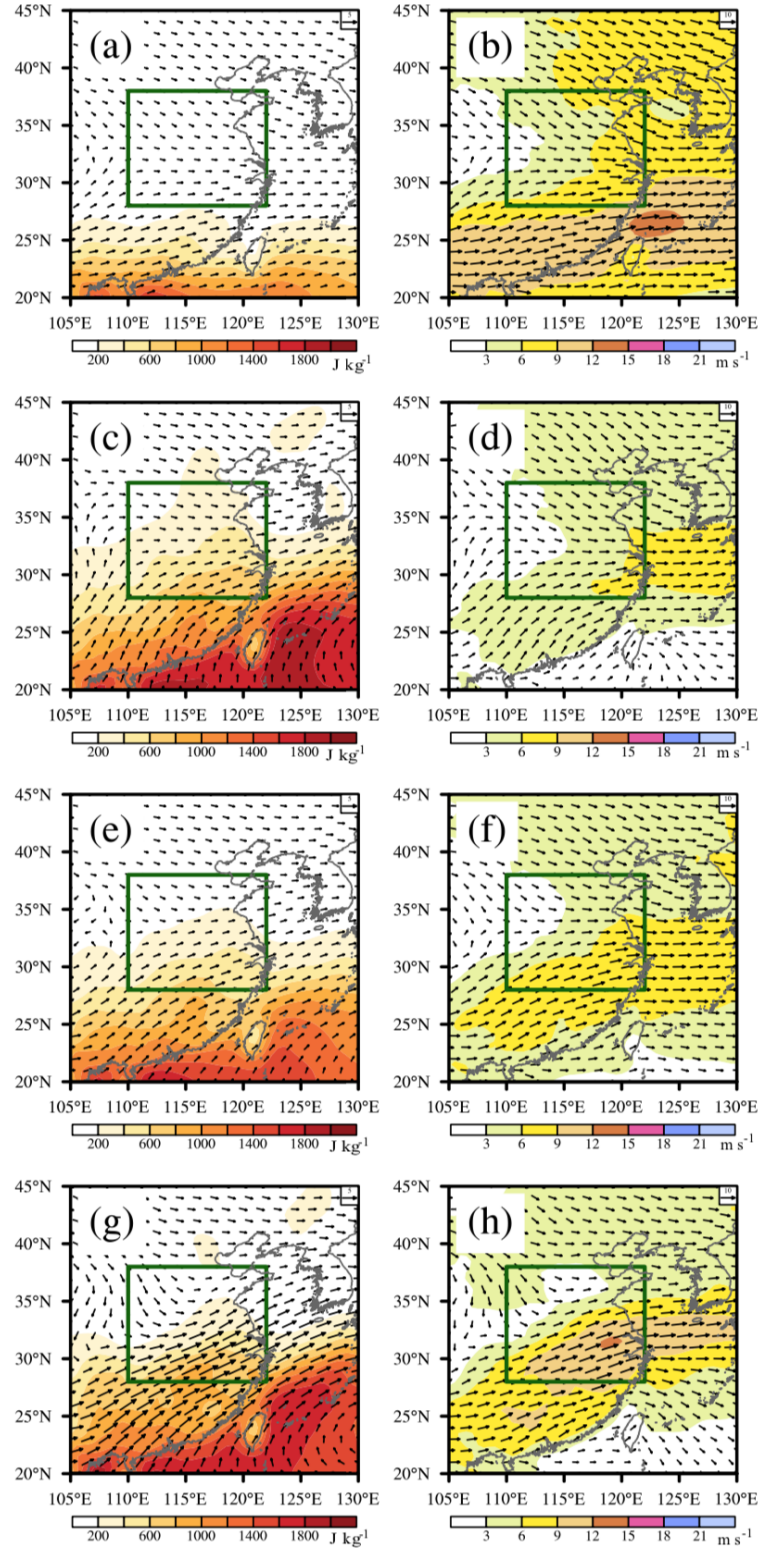 45°N 5 45°N 10
(a) (b)
40°N 40°N
35°N 35°N
30°N 30°N
25°N 25°N
20°N 20°N
105°E 110°E 115°E 120°E 125°E 130°E 105°E 110°E 115°E 120°E 125°E 130°E
200 600 1000 1400 1800 J kg⁻¹ 3 6 9 12 15 18 21 m s⁻¹
45°N 5 45°N 10
(c) (d)
40°N 40°N
35°N 35°N
30°N 30°N
25°N 25°N
20°N 20°N
105°E 110°E 115°E 120°E 125°E 130°E 105°E 110°E 115°E 120°E 125°E 130°E
200 600 1000 1400 1800 J kg⁻¹ 3 6 9 12 15 18 21 m s⁻¹
45°N 5 45°N 10
(e) (f)
40°N 40°N
35°N 35°N
30°N 30°N
25°N 25°N
20°N 20°N
105°E 110°E 115°E 120°E 125°E 130°E 105°E 110°E 115°E 120°E 125°E 130°E
200 600 1000 1400 1800 J kg⁻¹ 3 6 9 12 15 18 21 m s⁻¹
45°N 5 45°N 10
(g) (h)
40°N 40°N
35°N 35°N
30°N 30°N
25°N 25°N
20°N 20°N
105°E 110°E 115°E 120°E 125°E 130°E 105°E 110°E 115°E 120°E 125°E 130°E
200 600 1000 1400 1800 J kg⁻¹ 3 6 9 12 15 18 21 m s⁻¹